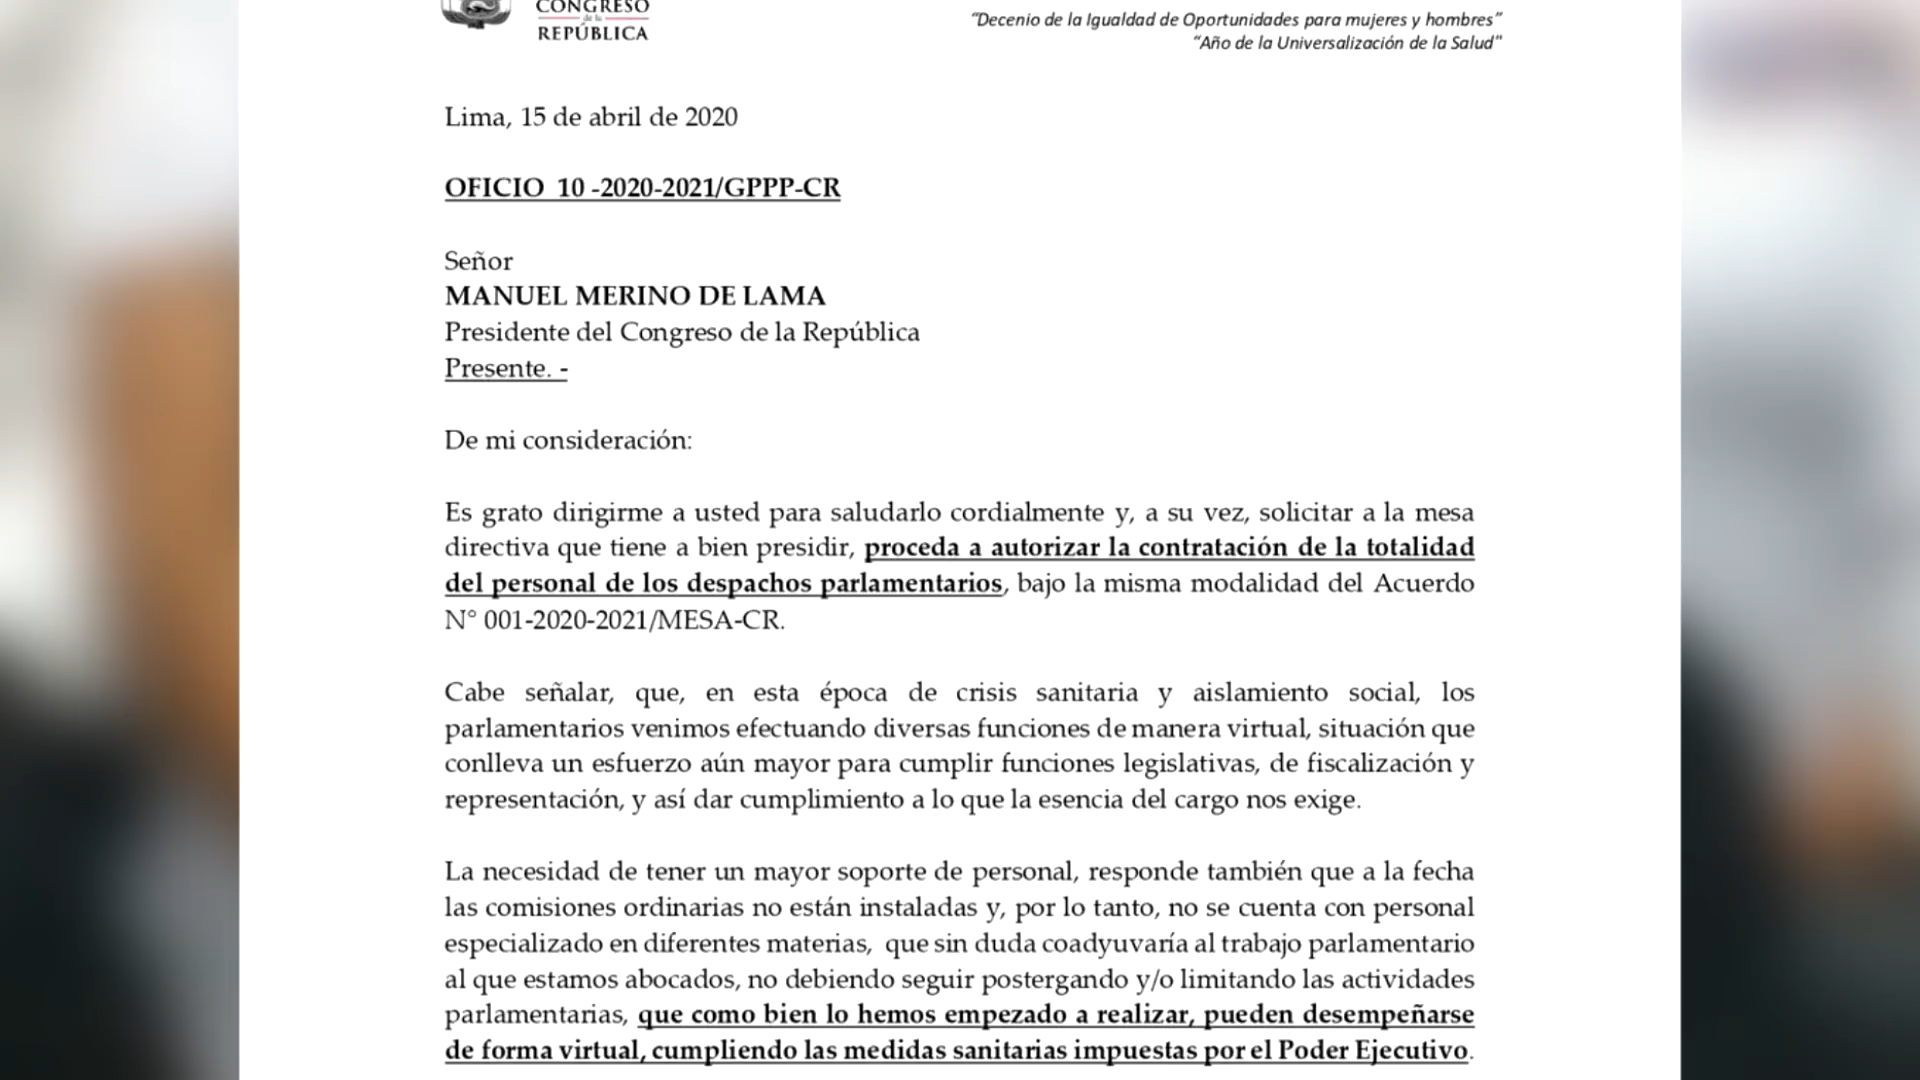 CONGRESO
de la
REPÚBLICA
“Decenio de la Igualdad de Oportunidades para mujeres y hombres”
“Año de la Universalización de la Salud”
Lima, 15 de abril de 2020
OFICIO 10 -2020-2021/GPPP-CR
Señor
MANUEL MERINO DE LAMA
Presidente del Congreso de la República
Presente. -
De mi consideración:
Es grato dirigirme a usted para saludarlo cordialmente y, a su vez, solicitar a la mesa
directiva que tiene a bien presidir, proceda a autorizar la contratación de la totalidad
del personal de los despachos parlamentarios, bajo la misma modalidad del Acuerdo
N° 001-2020-2021/MESA-CR.
Cabe señalar, que, en esta época de crisis sanitaria y aislamiento social, los
parlamentarios venimos efectuando diversas funciones de manera virtual, situación que
conlleva un esfuerzo aún mayor para cumplir funciones legislativas, de fiscalización y
representación, y así dar cumplimiento a lo que la esencia del cargo nos exige.
La necesidad de tener un mayor soporte de personal, responde también que a la fecha
las comisiones ordinarias no están instaladas y, por lo tanto, no se cuenta con personal
especializado en diferentes materias, que sin duda coadyuvaría al trabajo parlamentario
al que estamos abocados, no debiendo seguir postergando y/o limitando las actividades
parlamentarias, que como bien lo hemos empezado a realizar, pueden desempeñarse
de forma virtual, cumpliendo las medidas sanitarias impuestas por el Poder Ejecutivo.